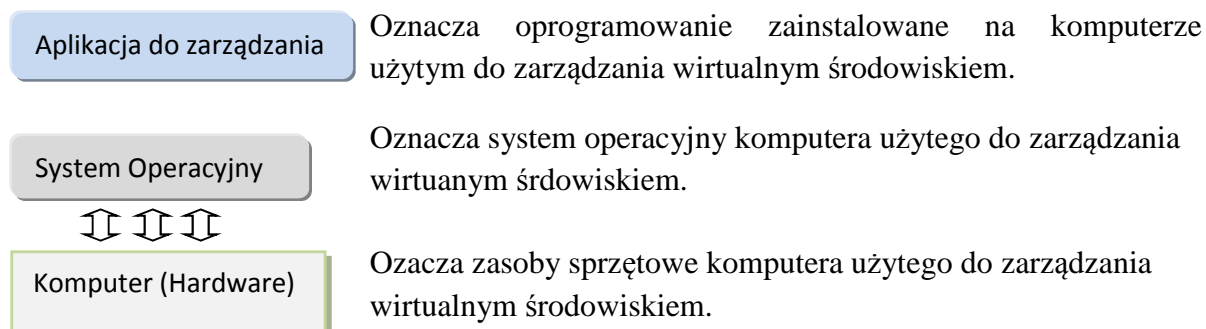 Aplikacja do zarządzania
Oznacza oprogramowanie zainstalowane na komputerze
użytym do zarządzania wirtualnym środowiskiem.
System Operacyjny
Oznacza system operacyjny komputera użytego do zarządzania
wirtuanym śrdowiskiem.
Komputer (Hardware)
Ozacza zasoby sprzętowe komputera użytego do zarządzania
wirtualnym środowiskiem.